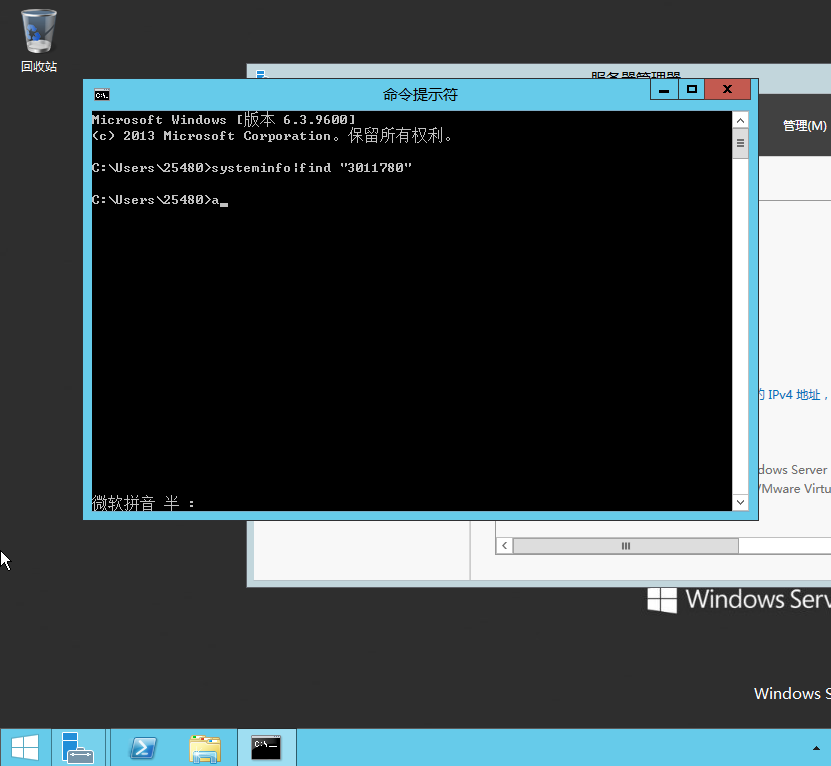 回收站
服务器管理器
命令提示符
Microsoft Windows [版本 6.3.9600]
(c) 2013 Microsoft Corporation。保留所有权利。
C:\Users\25480>systeminfo|find "3011780"
C:\Users\25480>a
管理(M)
的 IPv4 地址，
dows Server
VMware Virtu
微软拼音 半 ：
Windows Serv
Windows S
C:\